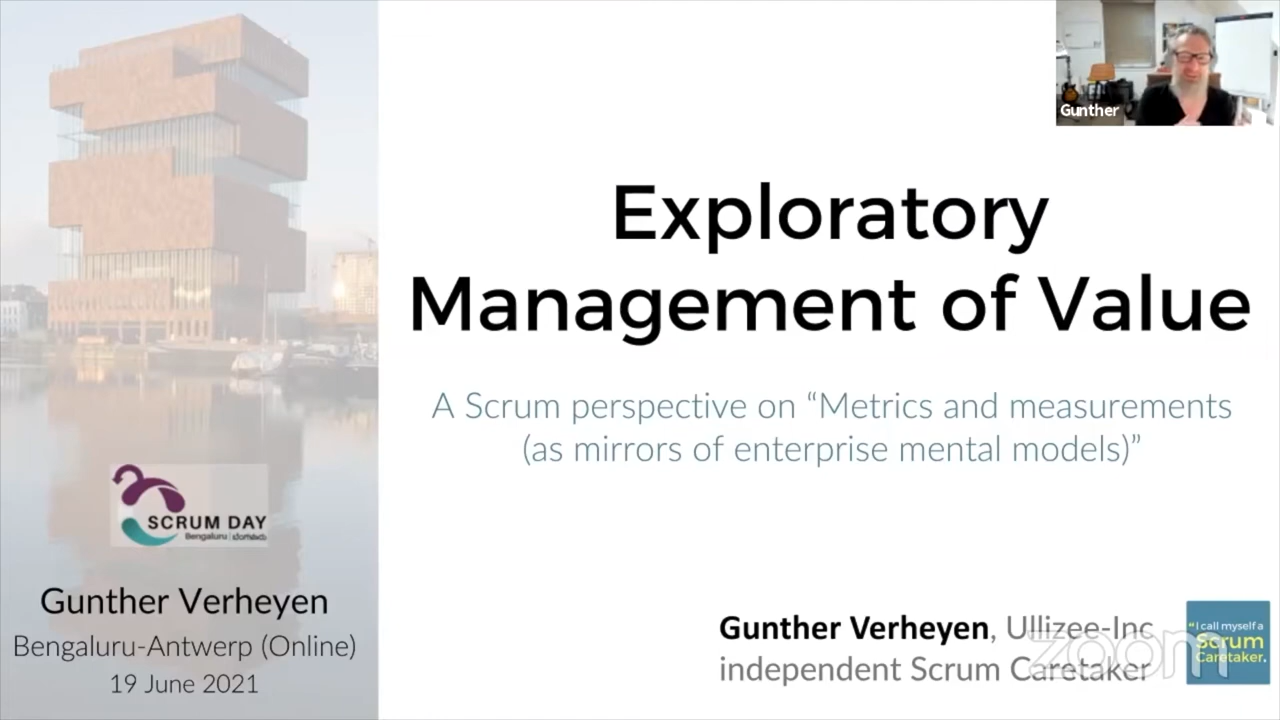 Gunther
Exploratory
Management of Value
A Scrum perspective on “Metrics and measurements
(as mirrors of enterprise mental models)”
SCRUM DAY
Bengaluru
Gunther Verheyen
Bengaluru-Antwerp (Online)
19 June 2021
Gunther Verheyen, Ullizee-Inc
independent Scrum Caretaker
zoom
“I call myself a
Scrum
Caretaker.